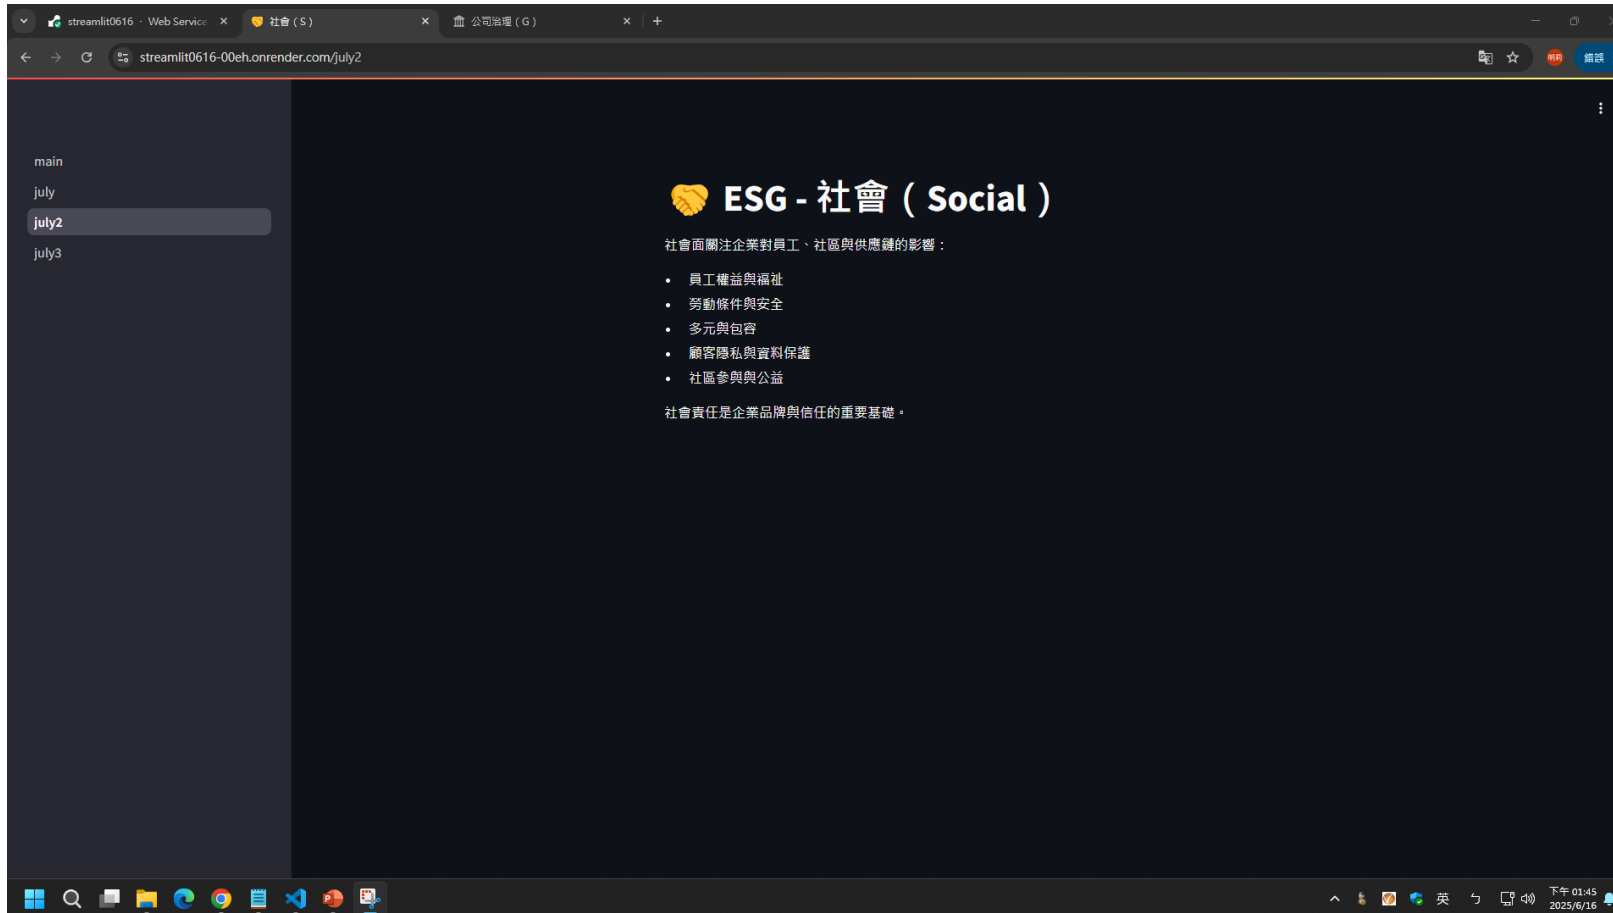 streamlit0616 · Web Service
社會（S）
公司治理（G）
streamlit0616-00eh.onrender.com/july2
錯誤
main
july
july2
july3
ESG - 社會（Social）
社會面關注企業對員工、社區與供應鏈的影響：
• 員工權益與福祉
• 勞動條件與安全
• 多元與包容
• 顧客隱私與資料保護
• 社區參與與公益
社會責任是企業品牌與信任的重要基礎。
英
ㄅ
下午 01:45
2025/6/16